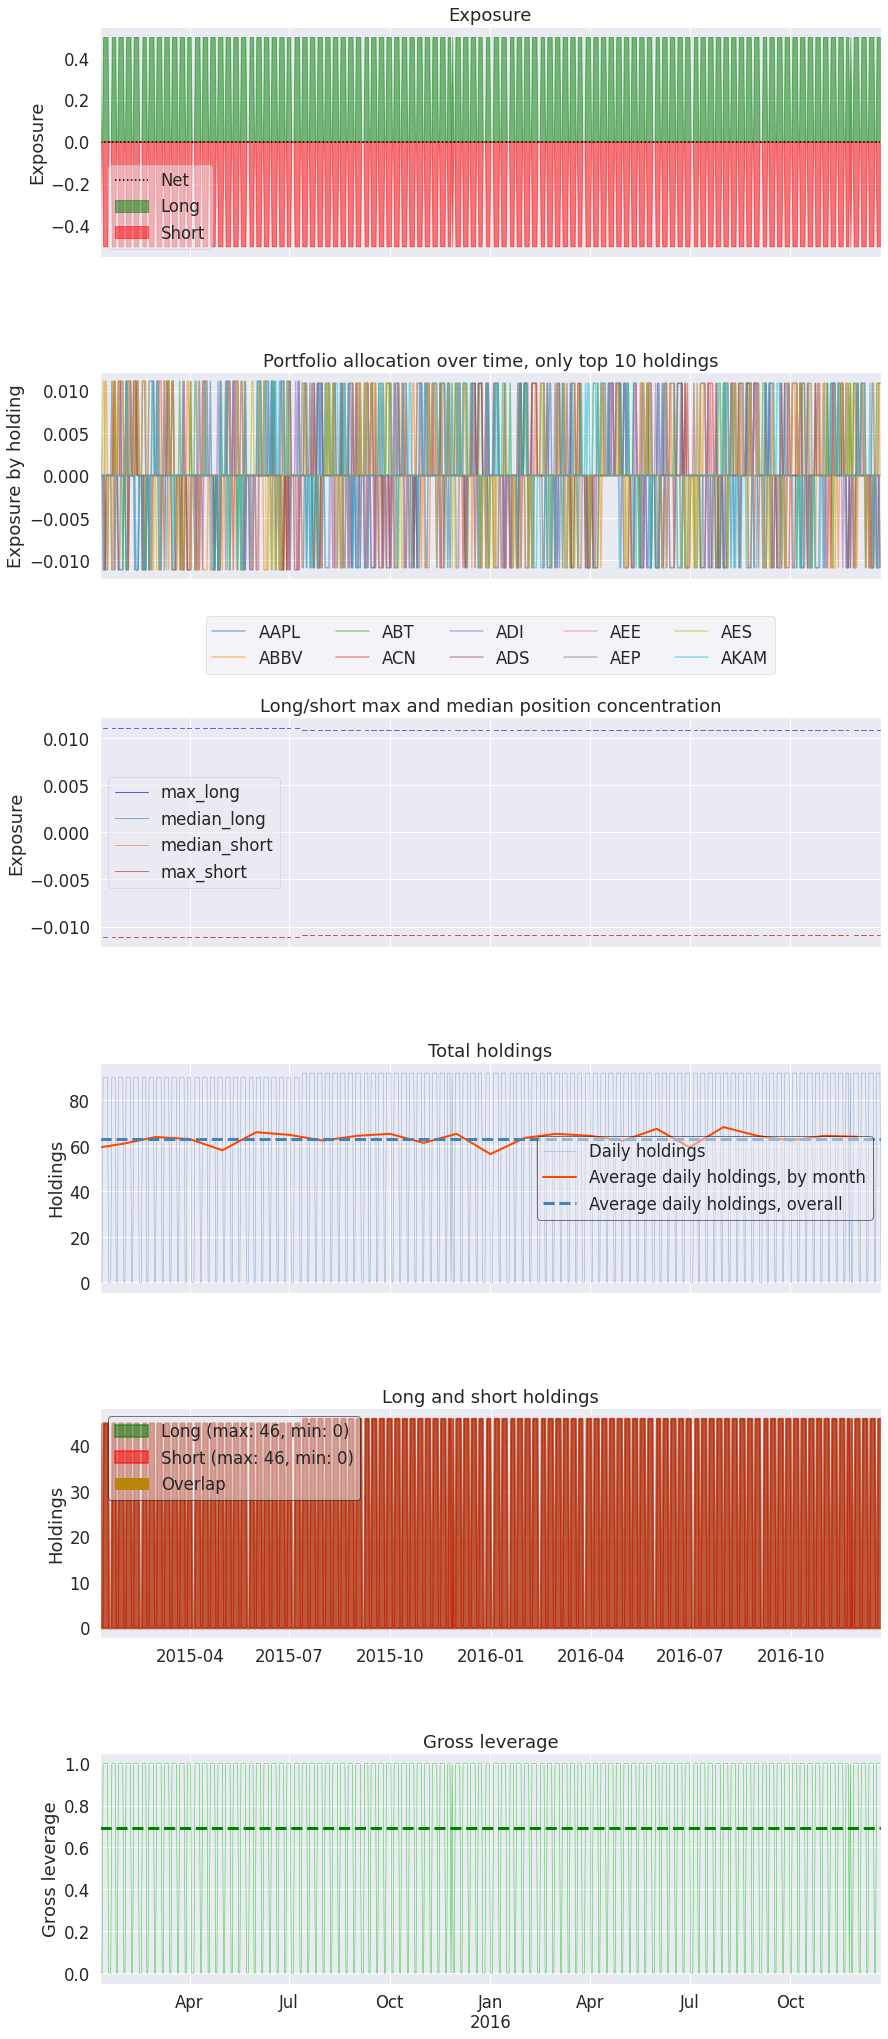 Exposure
Exposure
0.4
0.2
0.0
−0.2
−0.4
Net
Long
Short
Portfolio allocation over time, only top 10 holdings
Exposure by holding
0.010
0.005
0.000
−0.005
−0.010
AAPL ABT ADI AEE AES
ABBV ACN ADS AEP AKAM
Long/short max and median position concentration
Exposure
0.010
0.005
0.000
−0.005
−0.010
max_long
median_long
median_short
max_short
Total holdings
Holdings
80
60
40
20
0
Daily holdings
Average daily holdings, by month
Average daily holdings, overall
Long and short holdings
Holdings
40
30
20
10
0
Long (max: 46, min: 0)
Short (max: 46, min: 0)
Overlap
2015-04 2015-07 2015-10 2016-01 2016-04 2016-07 2016-10
Gross leverage
Gross leverage
1.0
0.8
0.6
0.4
0.2
0.0
Apr Jul Oct Jan Apr Jul Oct
2016